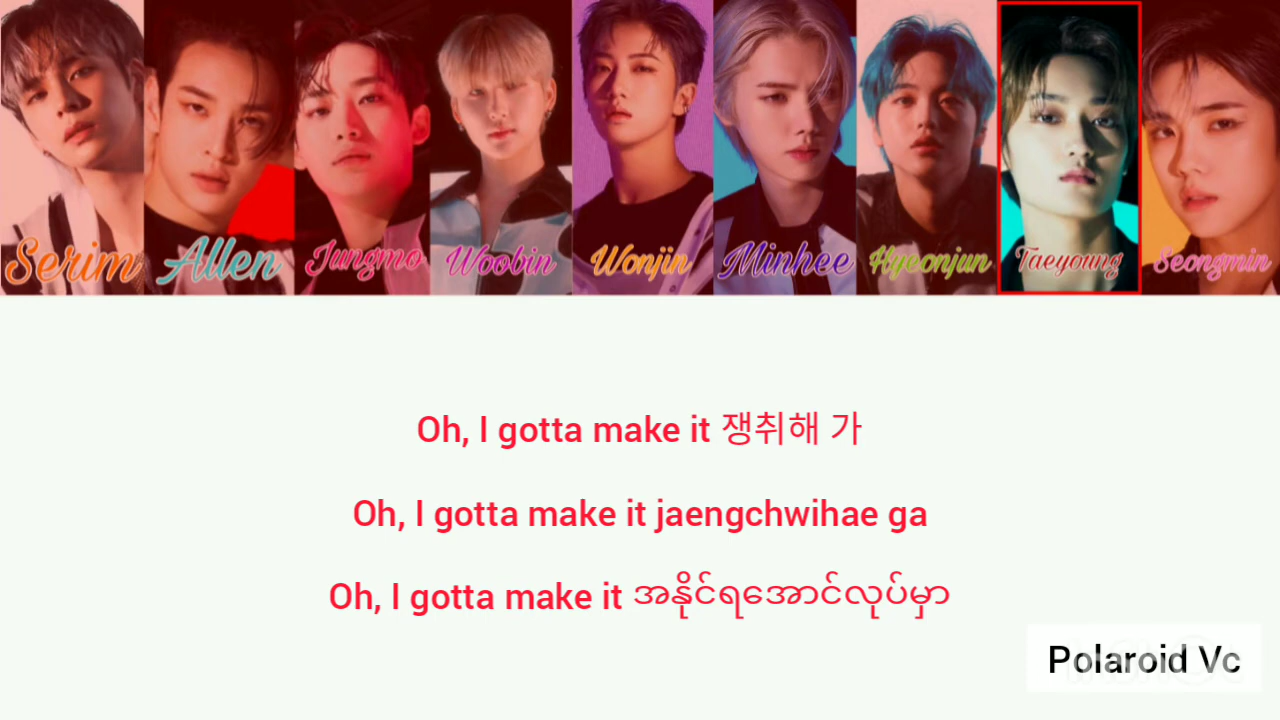 Serim Allen Jungmo Woobin Wonjin Minhee Hyeonjun Taeyoung Seongmin
Oh, I gotta make it 쟁취해 가
Oh, I gotta make it jaengchwihae ga
Oh, I gotta make it အနိုင်ရအောင်လုပ်မှာ
Polaroid Vc